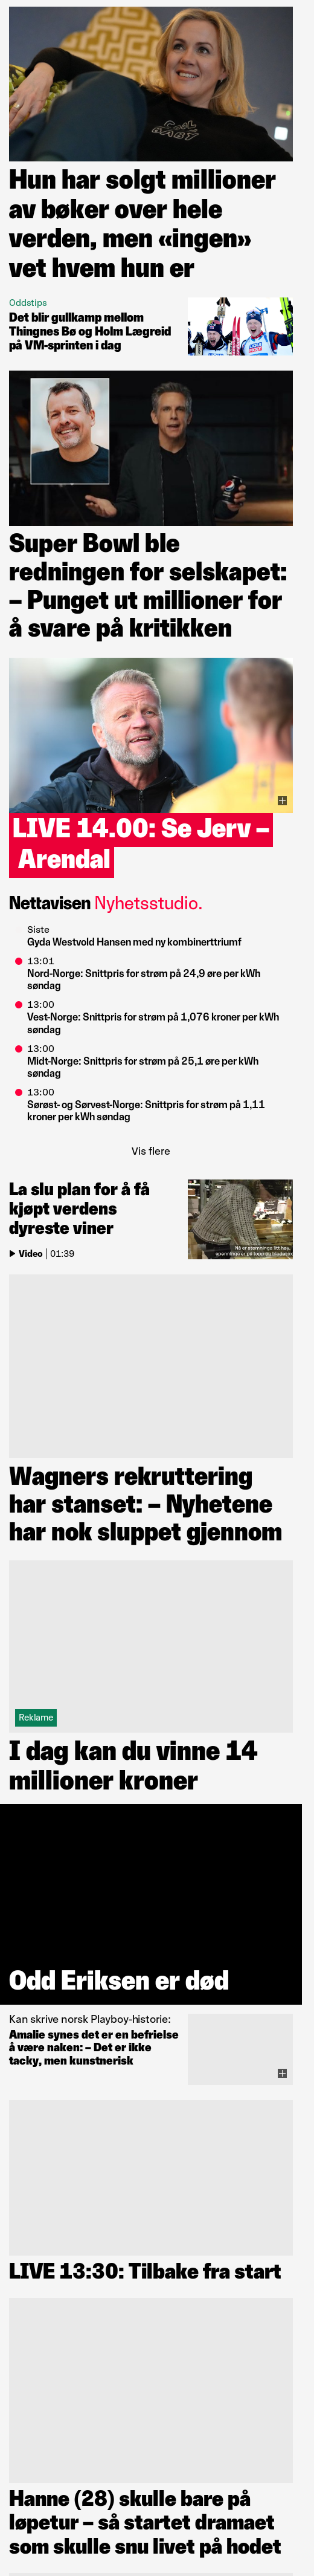 Hun har solgt millioner
av bøker over hele
verden, men «ingen»
vet hvem hun er
Oddstips
Det blir gullkamp mellom
Thingnes Bø og Holm Lægreid
på VM-sprinten i dag
Super Bowl ble
redningen for selskapet:
– Punget ut millioner for
å svare på kritikken
LIVE 14.00: Se Jerv –
Arendal
Nettavisen Nyhetsstudio.
Siste
Gyda Westvold Hansen med ny kombinerttriumf
13:01
Nord-Norge: Snittpris for strøm på 24,9 øre per kWh
søndag
13:00
Vest-Norge: Snittpris for strøm på 1,076 kroner per kWh
søndag
13:00
Midt-Norge: Snittpris for strøm på 25,1 øre per kWh
søndag
13:00
Sørøst- og Sørvest-Norge: Snittpris for strøm på 1,11
kroner per kWh søndag
Vis flere
La slu plan for å få
kjøpt verdens
dyreste viner
Video | 01:39
Wagners rekruttering
har stanset: – Nyhetene
har nok sluppet gjennom
Reklame
I dag kan du vinne 14
millioner kroner
Odd Eriksen er død
Kan skrive norsk Playboy-historie:
Amalie synes det er en befrielse
å være naken: – Det er ikke
tacky, men kunstnerisk
LIVE 13:30: Tilbake fra start
Hanne (28) skulle bare på
løpetur – så startet dramaet
som skulle snu livet på hodet